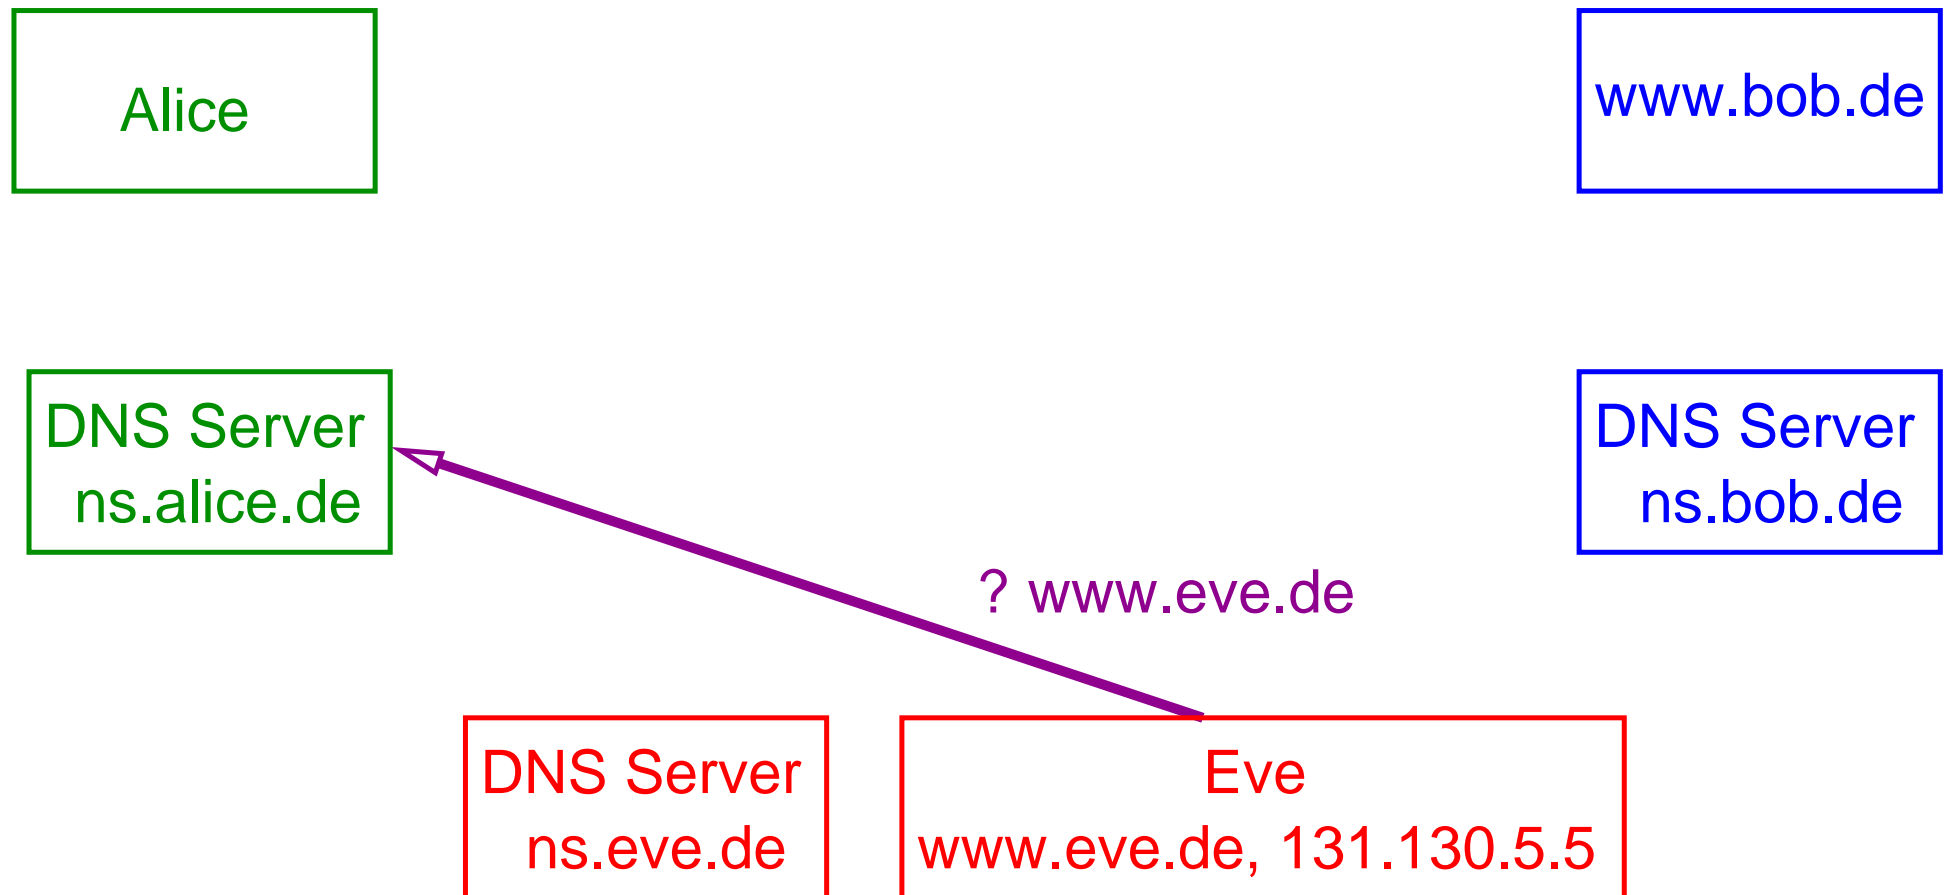 Alice
www.bob.de
DNS Server
ns.alice.de
DNS Server
ns.bob.de
? www.eve.de
DNS Server
ns.eve.de
Eve
www.eve.de, 131.130.5.5